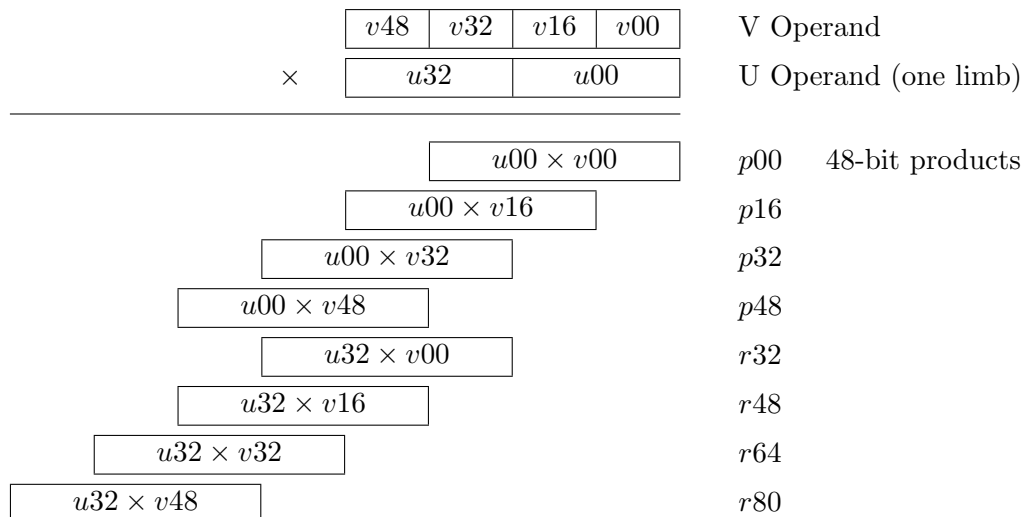 v48 v32 v16 v00 V Operand
× u32 u00 U Operand (one limb)
u00 × v00 p00 48-bit products
u00 × v16 p16
u00 × v32 p32
u00 × v48 p48
u32 × v00 r32
u32 × v16 r48
u32 × v32 r64
u32 × v48 r80